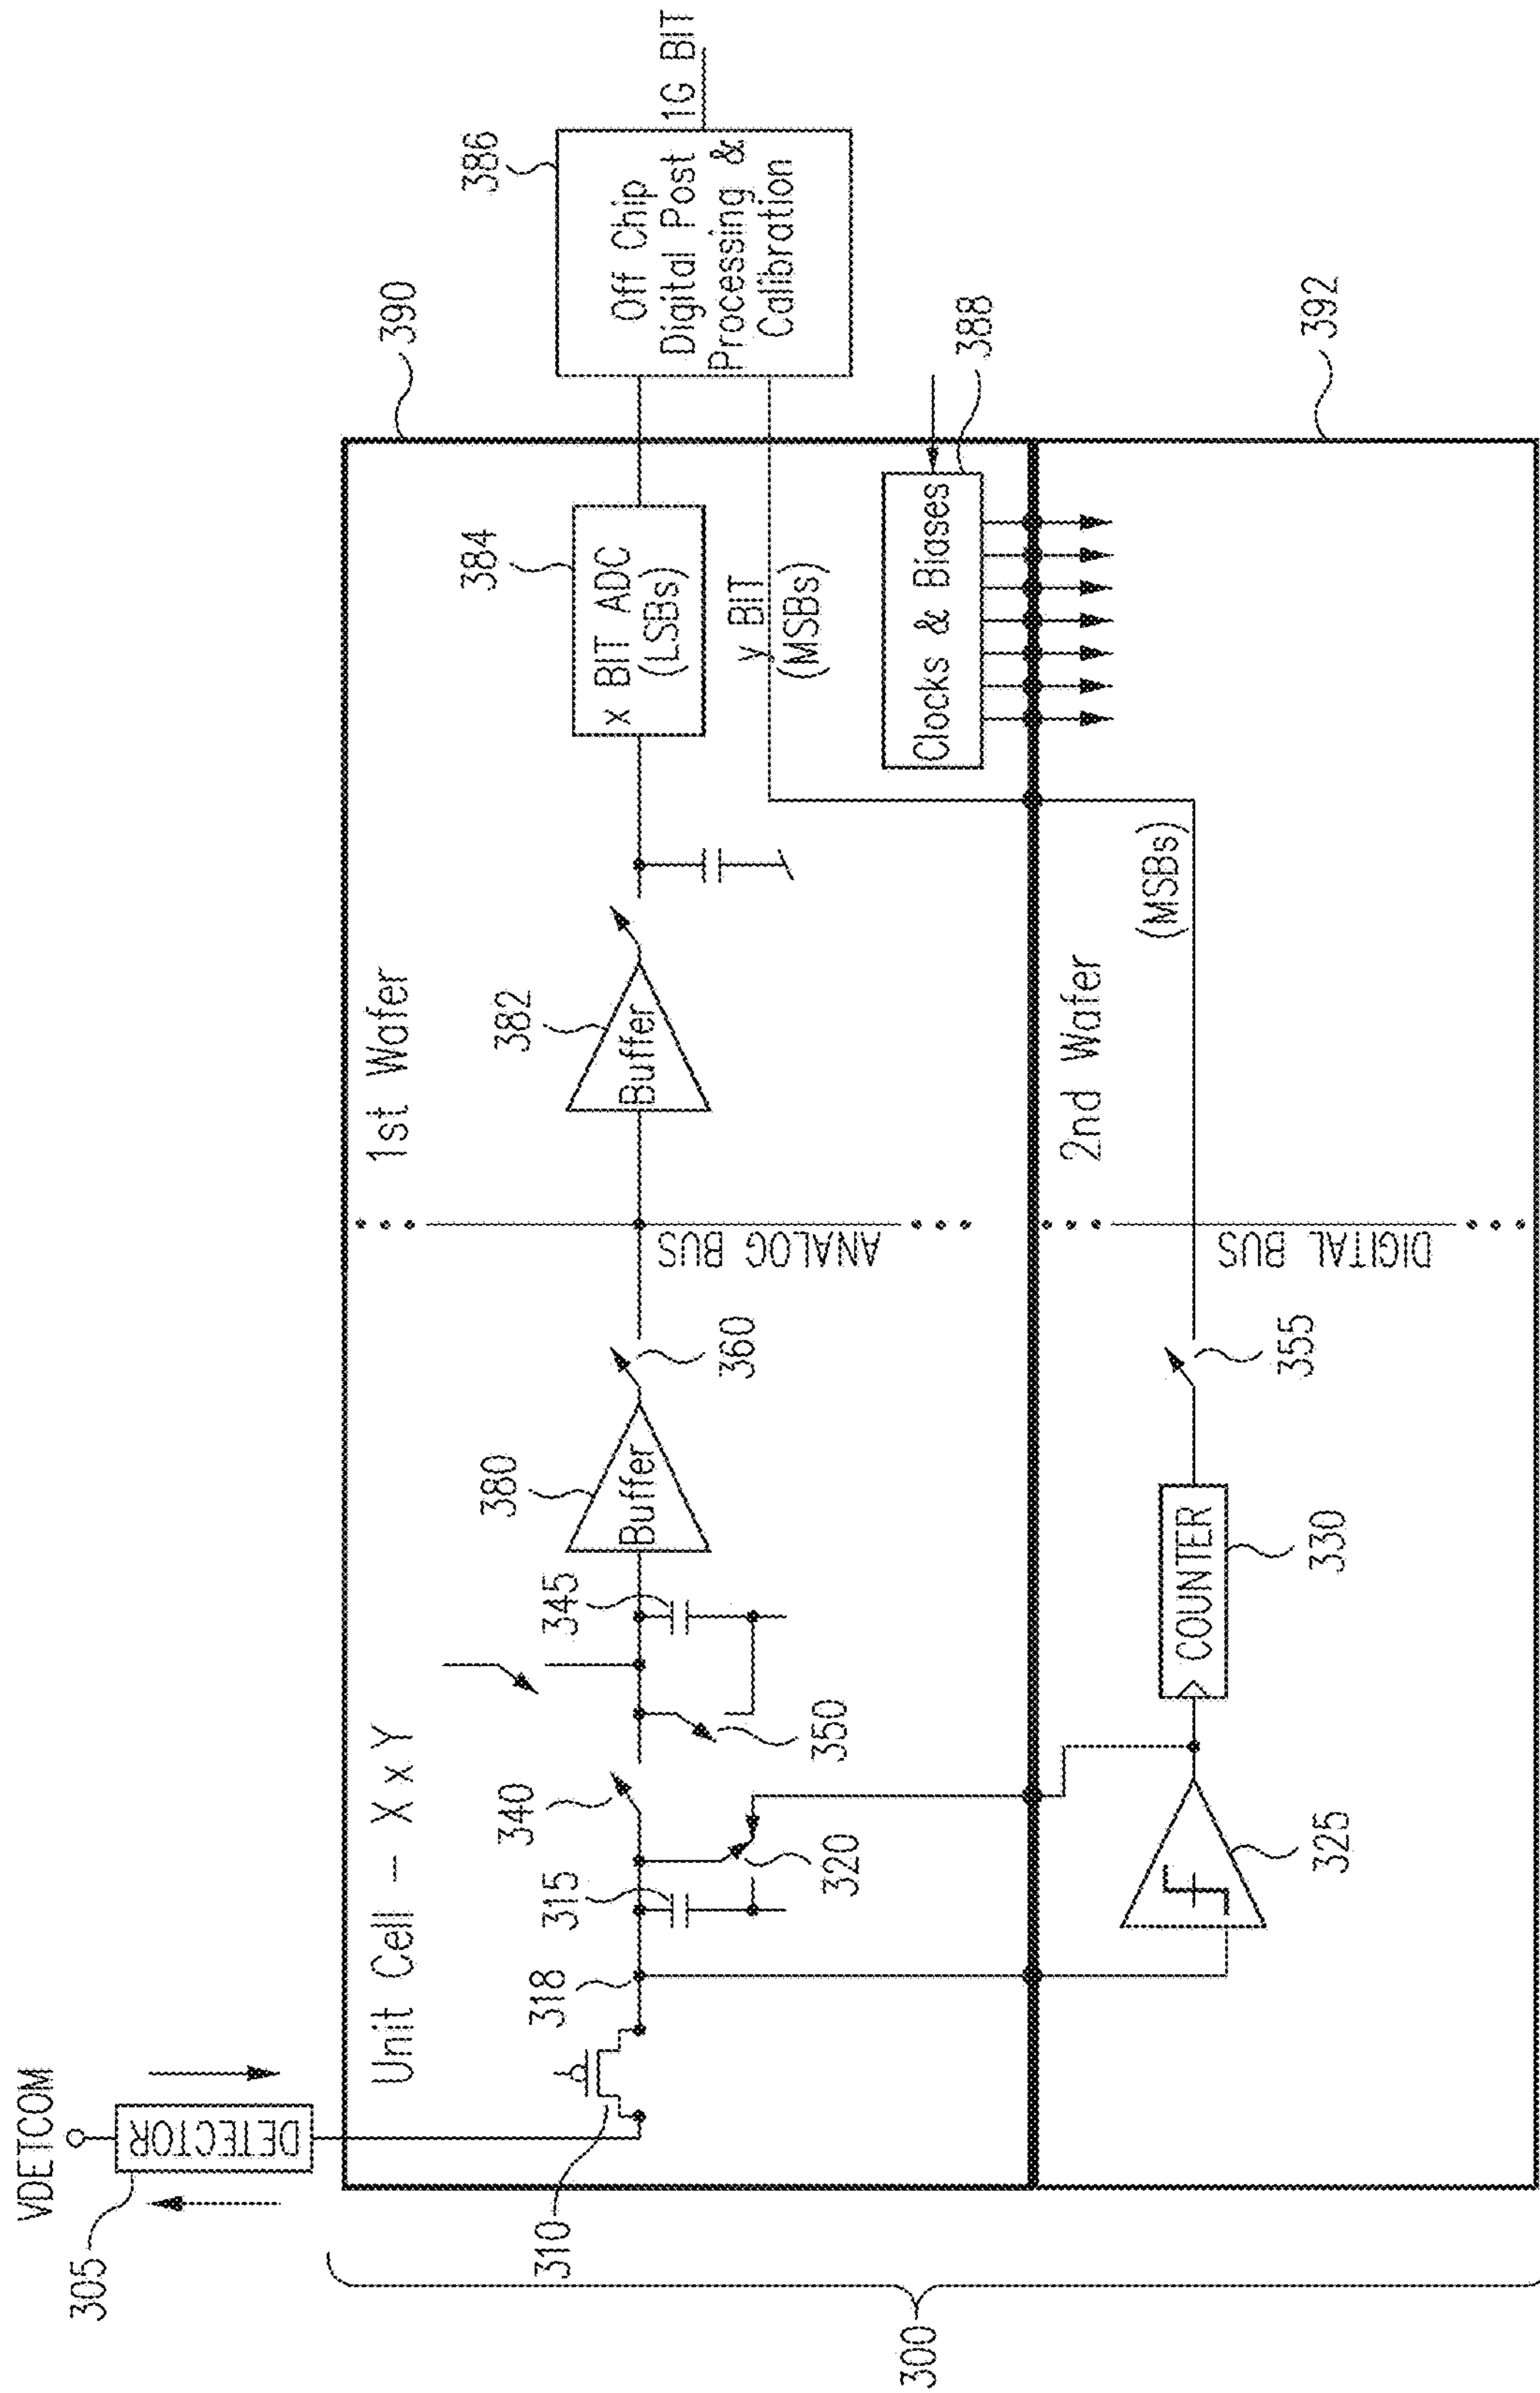 VDETCOM
305
DETECTOR
300
310
Unit Cell - X x Y
318
315
320
340
350
345
380
Buffer
360
ANALOG BUS
1st Wafer
382
Buffer
384
x BIT ADC
(LSBs)
y BIT
(MSBs)
390
386
Off Chip
Digital Post
Processing &
Calibration
1G BIT
Clocks & Biases
388
2nd Wafer
325
COUNTER
330
355
DIGITAL BUS
(MSBs)
392